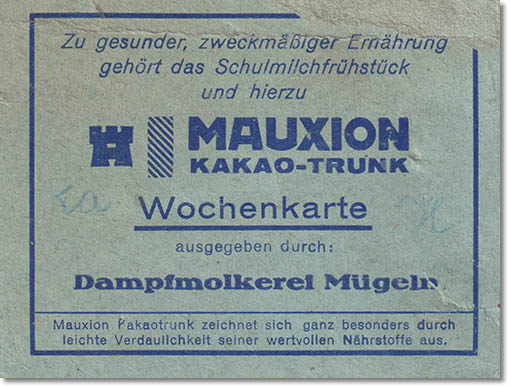 Zu gesunder, zweckmäßiger Ernährung
gehört das Schulmilchfrühstück
und hierzu
MAUXION
KAKAO-TRUNK
Wochenkarte
ausgegeben durch:
Dampfmolkerei Mügeln
Mauxion Kakaotrunk zeichnet sich ganz besonders durch
leichte Verdaulichkeit seiner wertvollen Nährstoffe aus.